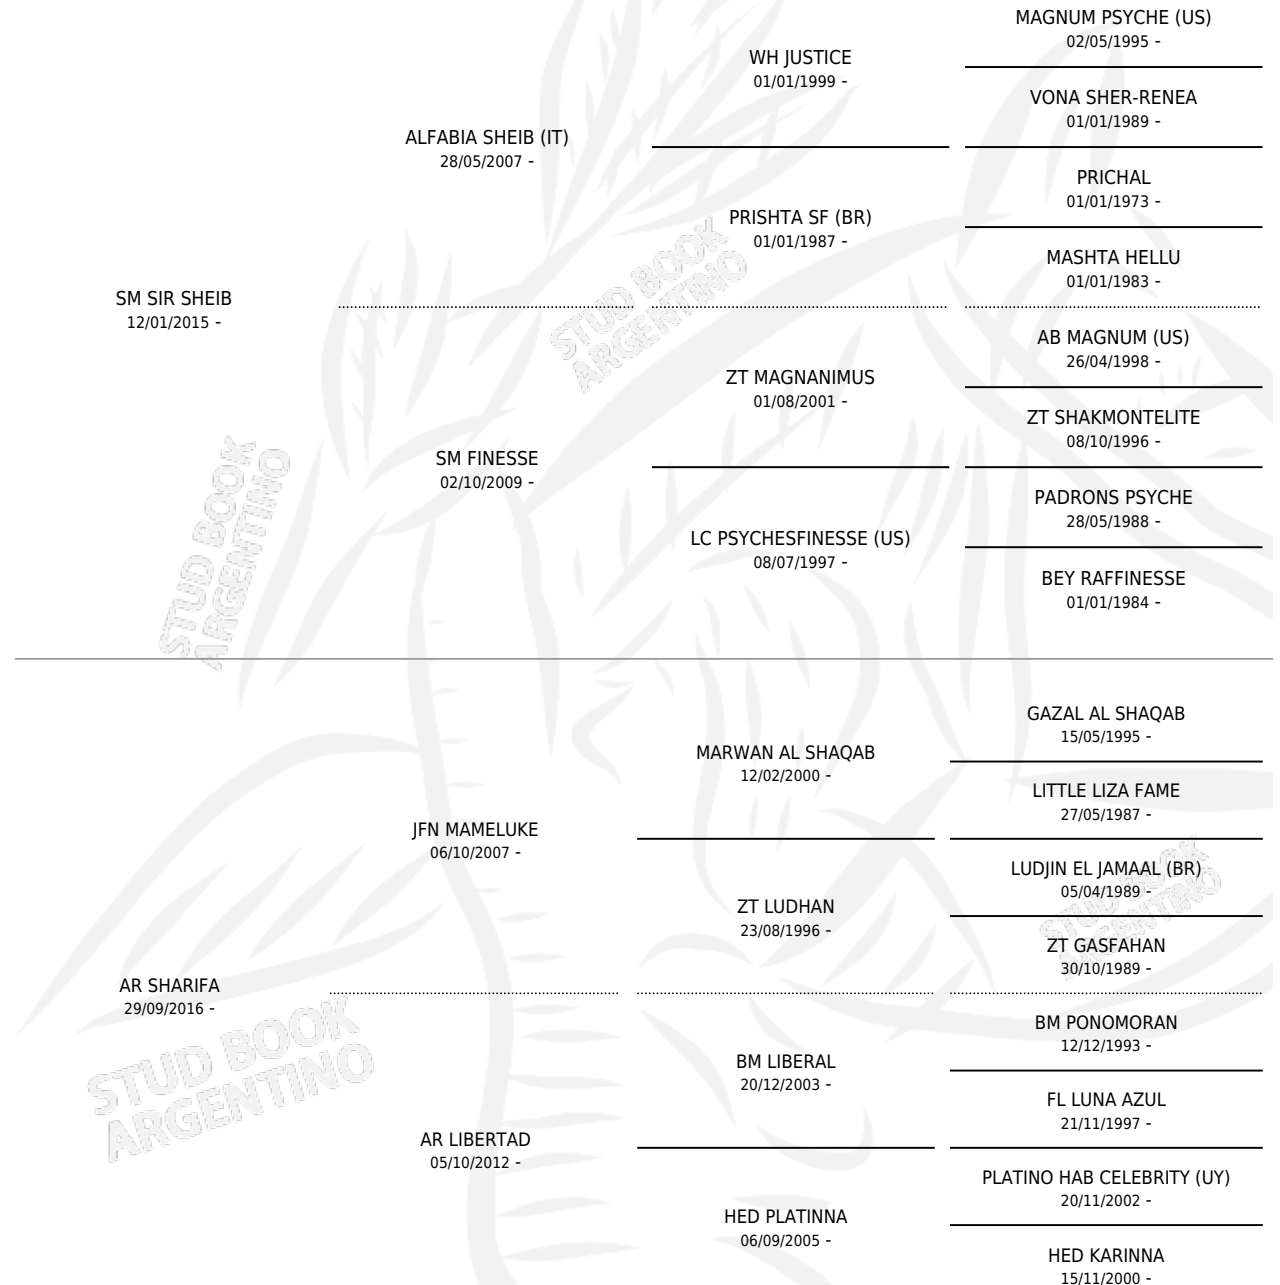 MAGNUM PSYCHE (US)
02/05/1995 -
WH JUSTICE
01/01/1999 -
VONA SHER-RENEA
01/01/1989 -
ALFABIA SHEIB (IT)
28/05/2007 -
PRICHAL
01/01/1973 -
PRISHTA SF (BR)
01/01/1987 -
MASHTA HELLU
01/01/1983 -
SM SIR SHEIB
12/01/2015 -
STUD BOOK
ARGENTINO
AB MAGNUM (US)
26/04/1998 -
ZT MAGNANIMUS
01/08/2001 -
ZT SHAKMONTELITE
08/10/1996 -
SM FINESSE
02/10/2009 -
PADRONS PSYCHE
28/05/1988 -
LC PSYCHESFINESSE (US)
08/07/1997 -
BEY RAFFINESSE
01/01/1984 -
STUD BOOK
ARGENTINO
GAZAL AL SHAQAB
15/05/1995 -
MARWAN AL SHAQAB
12/02/2000 -
LITTLE LIZA FAME
27/05/1987 -
JFN MAMELUKE
06/10/2007 -
LUDJIN EL JAMAAL (BR)
05/04/1989 -
ZT LUDHAN
23/08/1996 -
STUD BOOK
ARGENTINO
ZT GASFAHAN
30/10/1989 -
AR SHARIFA
29/09/2016 -
STUD BOOK
ARGENTINO
BM PONOMORAN
12/12/1993 -
BM LIBERAL
20/12/2003 -
FL LUNA AZUL
21/11/1997 -
AR LIBERTAD
05/10/2012 -
PLATINO HAB CELEBRITY (UY)
20/11/2002 -
HED PLATINNA
06/09/2005 -
HED KARINNA
15/11/2000 -